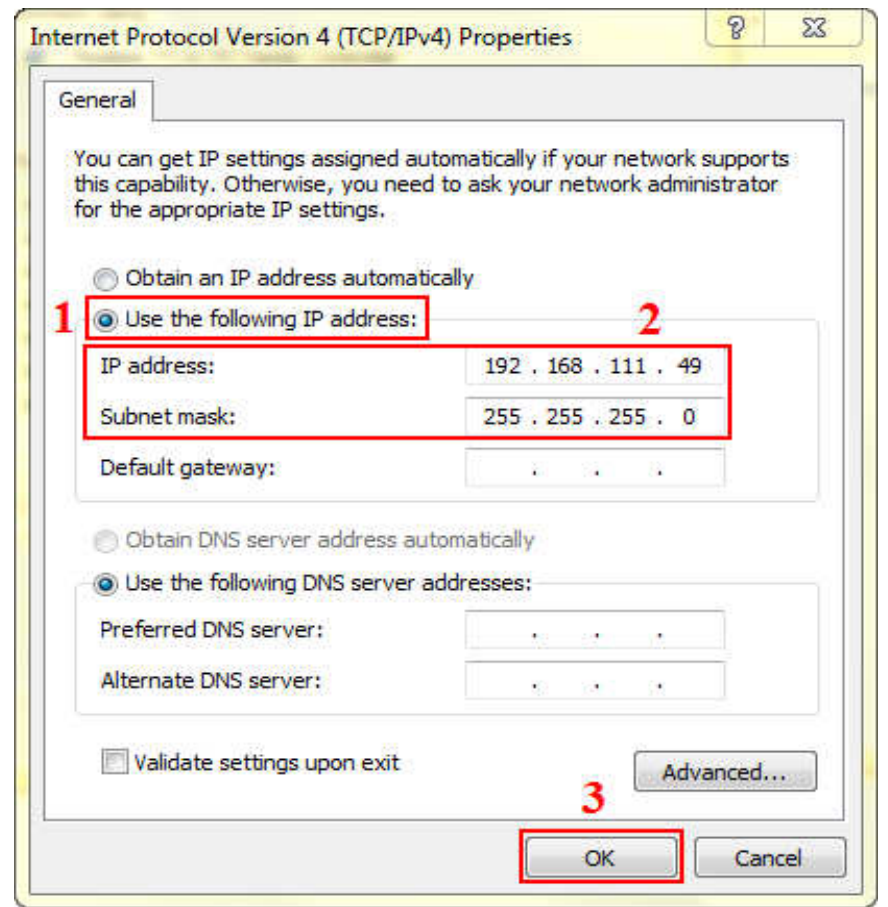 Internet Protocol Version 4 (TCP/IPv4) Properties
General
You can get IP settings assigned automatically if your network supports
this capability. Otherwise, you need to ask your network administrator
for the appropriate IP settings.
Obtain an IP address automatically
1 Use the following IP address: 2
IP address: 192 . 168 . 111 . 49
Subnet mask: 255 . 255 . 255 . 0
Default gateway: . . .
Obtain DNS server address automatically
Use the following DNS server addresses:
Preferred DNS server: . . .
Alternate DNS server: . . .
Validate settings upon exit
Advanced...
3
OK Cancel